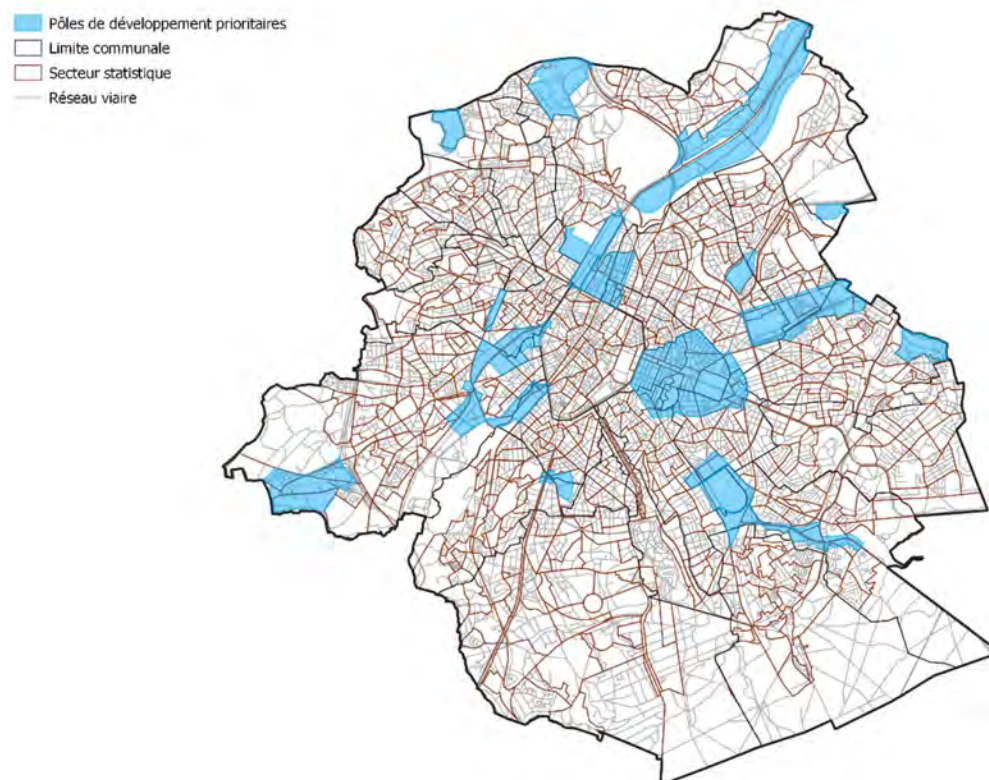 Pôles de développement prioritaires
Limite communale
Secteur statistique
Réseau viaire